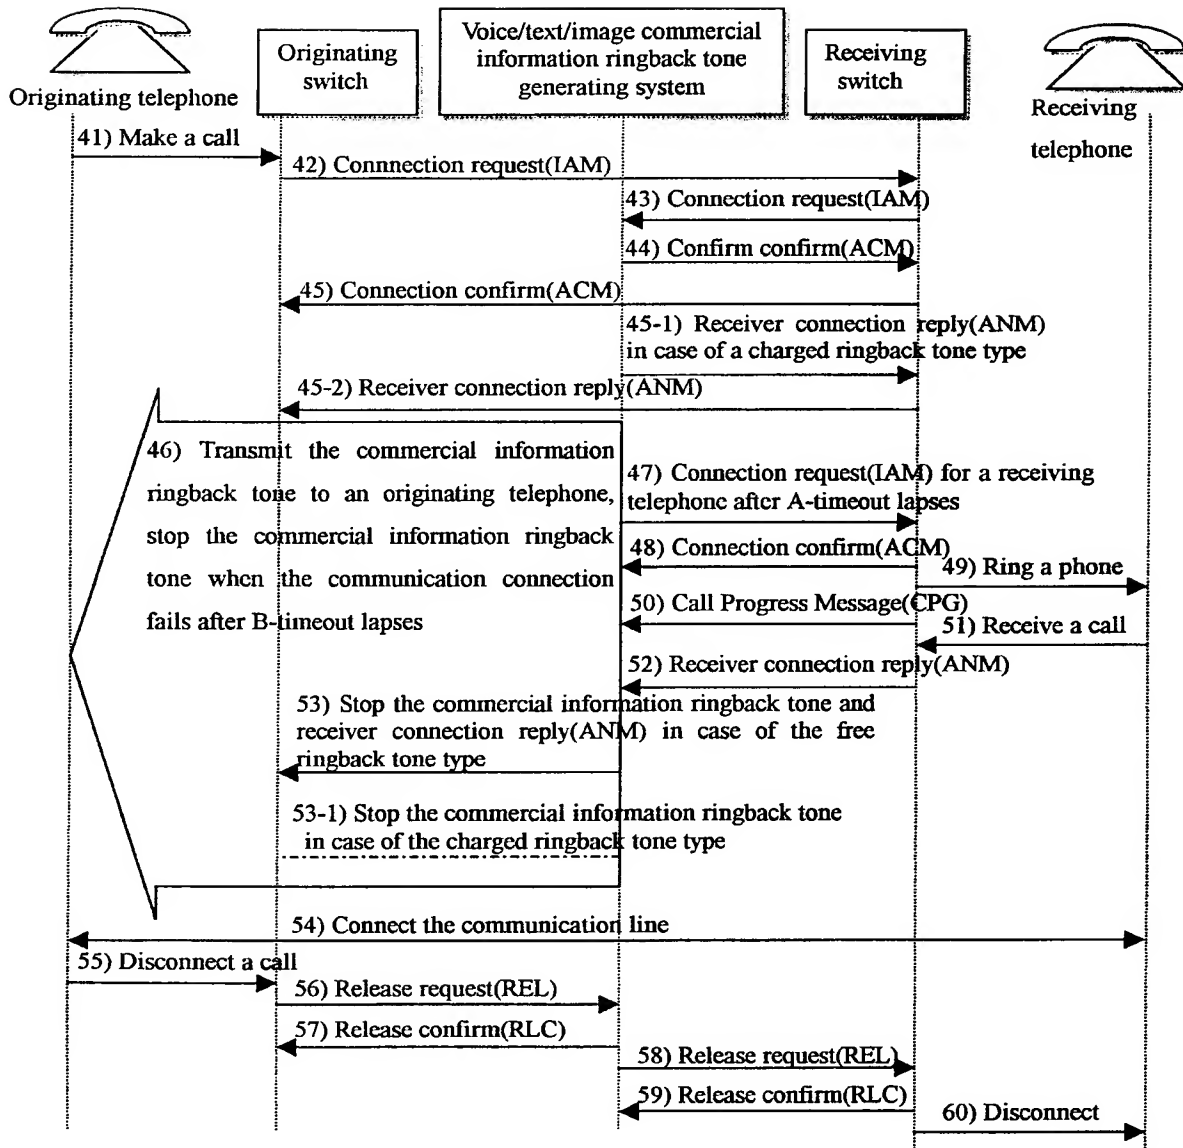 Originating telephone
Originating
switch
Voice/text/image commercial
information ringback tone
generating system
Receiving
switch
Receiving
telephone
41) Make a call
42) Connnection request(IAM)
43) Connection request(IAM)
44) Confirm confirm(ACM)
45) Connection confirm(ACM)
45-1) Receiver connection reply(ANM)
in case of a charged ringback tone type
45-2) Receiver connection reply(ANM)
46) Transmit the commercial information
ringback tone to an originating telephone,
stop the commercial information ringback
tone when the communication connection
fails after B-timeout lapses
47) Connection request(IAM) for a receiving
telephone after A-timeout lapses
48) Connection confirm(ACM)
49) Ring a phone
50) Call Progress Message(CPG)
51) Receive a call
52) Receiver connection reply(ANM)
53) Stop the commercial information ringback tone and
receiver connection reply(ANM) in case of the free
ringback tone type
53-1) Stop the commercial information ringback tone
in case of the charged ringback tone type
54) Connect the communication line
55) Disconnect a call
56) Release request(REL)
57) Release confirm(RLC)
58) Release request(REL)
59) Release confirm(RLC)
60) Disconnect